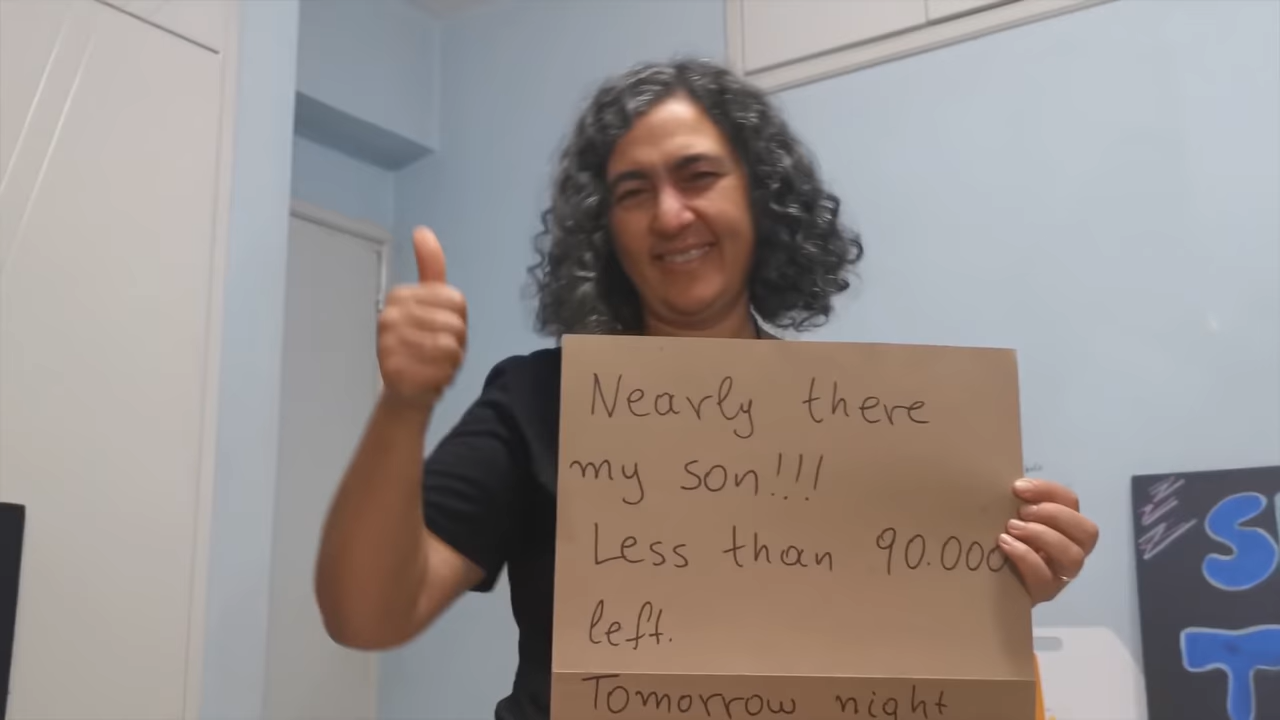 Nearly there
my son!!!
Less than 90.000
left.
Tomorrow night
S
T